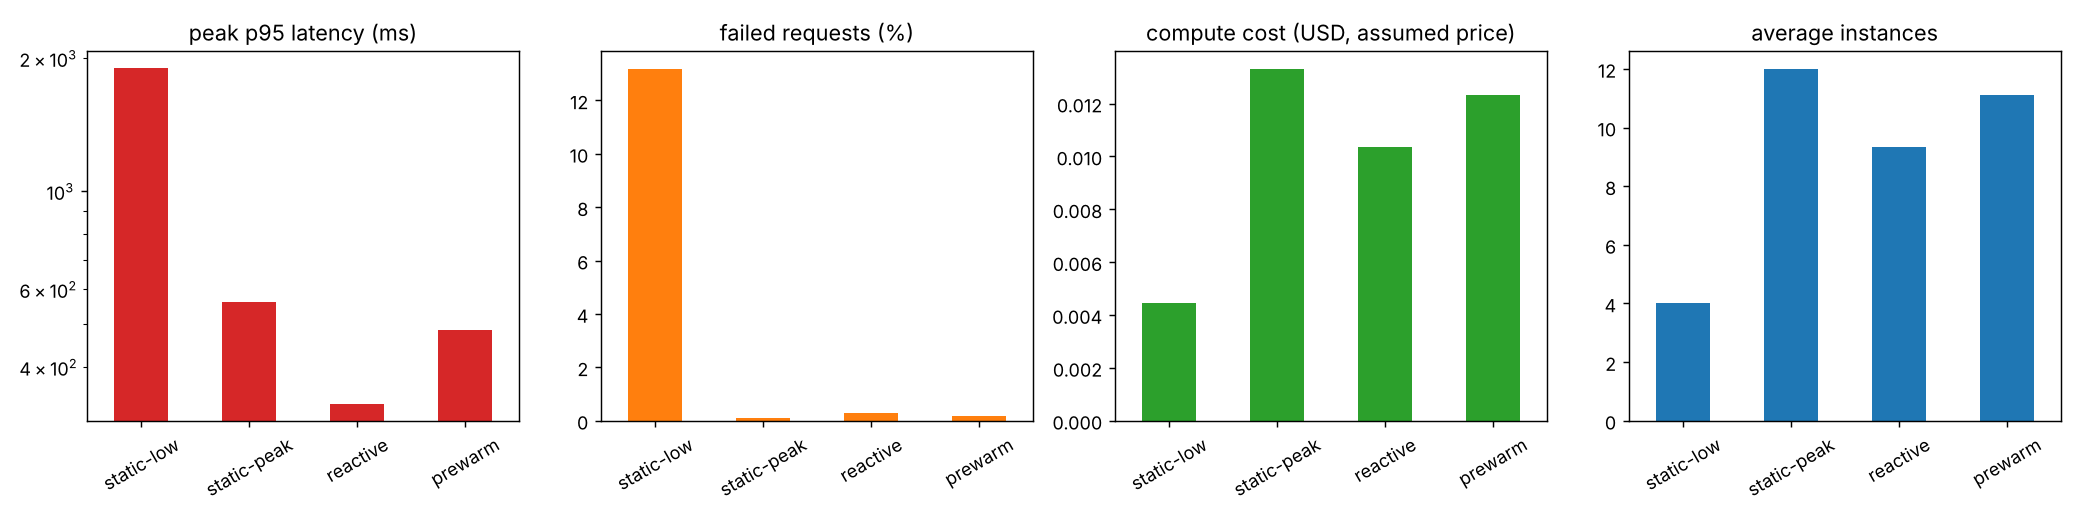 peak p95 latency (ms)
2 × 10³
10³
6 × 10²
4 × 10²
static-low
static-peak
reactive
prewarm
failed requests (%)
12
10
8
6
4
2
0
static-low
static-peak
reactive
prewarm
compute cost (USD, assumed price)
0.012
0.010
0.008
0.006
0.004
0.002
0.000
static-low
static-peak
reactive
prewarm
average instances
12
10
8
6
4
2
0
static-low
static-peak
reactive
prewarm